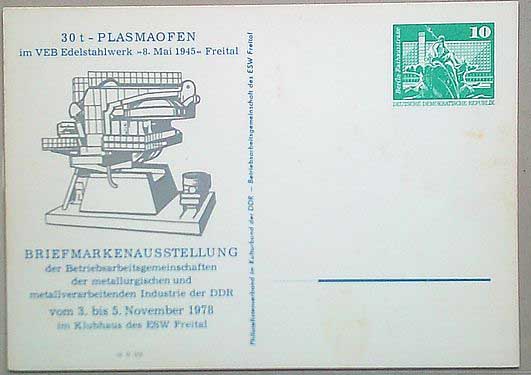 30 t - PLASMAOFEN
im VEB Edelstahlwerk »8. Mai 1945« Freital
BRIEFMARKENAUSSTELLUNG
der Betriebsarbeitsgemeinschaften
der metallurgischen und
metallverarbeitenden Industrie der DDR
vom 3. bis 5. November 1978
im Klubhaus des ESW Freital
Philatelistenverband im Kulturbund der DDR — Betriebsarbeitsgemeinschaft des ESW Freital
Berlin, Rathausstrasse
10
DEUTSCHE DEMOKRATISCHE REPUBLIK